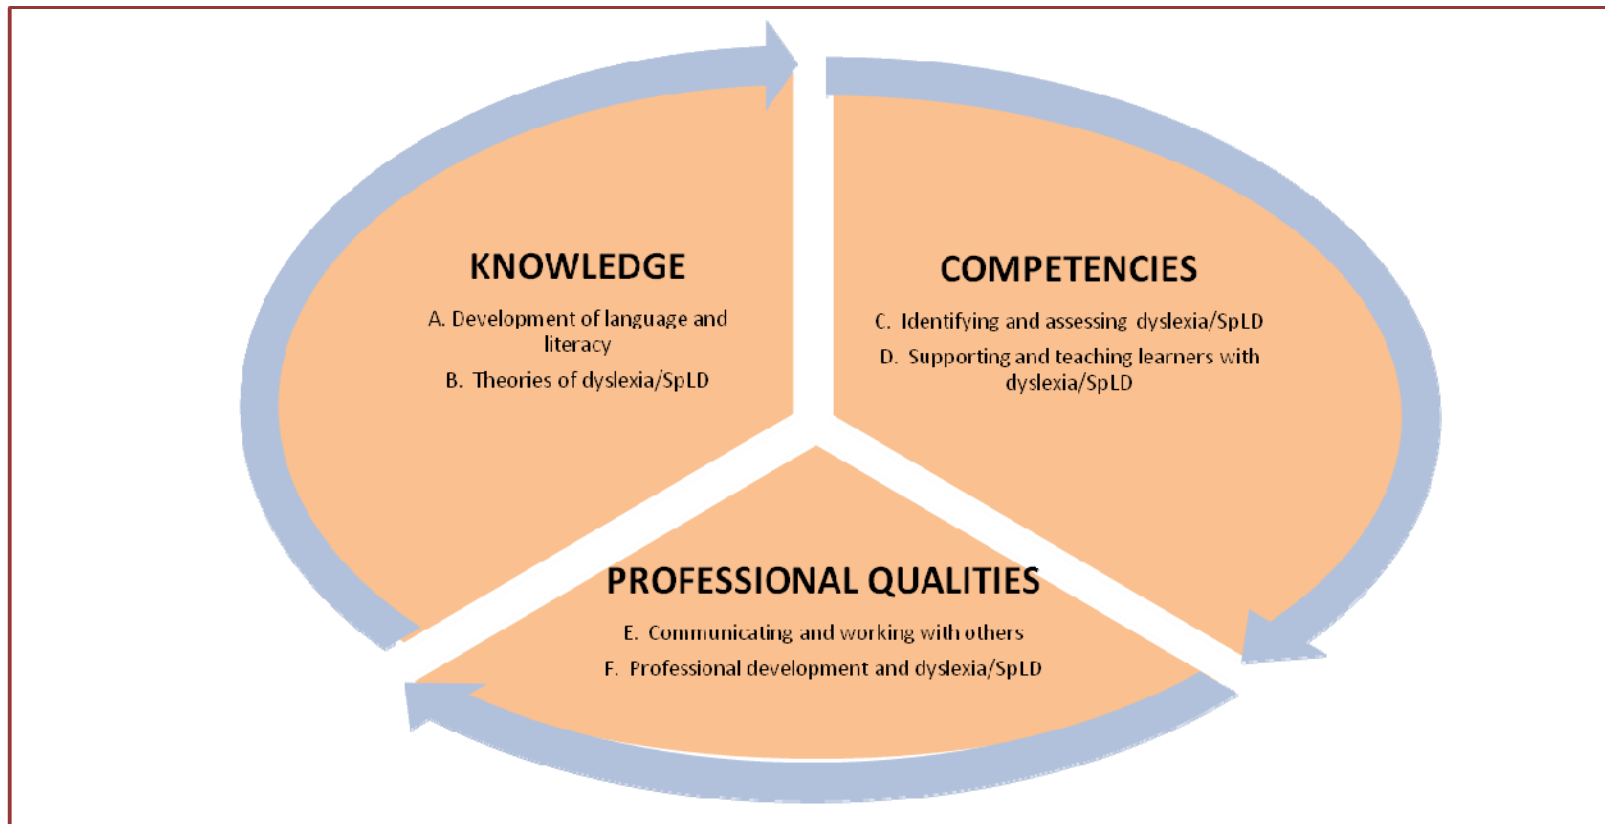 KNOWLEDGE
A. Development of language and
literacy
B. Theories of dyslexia/SpLD
COMPETENCIES
C. Identifying and assessing dyslexia/SpLD
D. Supporting and teaching learners with
dyslexia/SpLD
PROFESSIONAL QUALITIES
E. Communicating and working with others
F. Professional development and dyslexia/SpLD